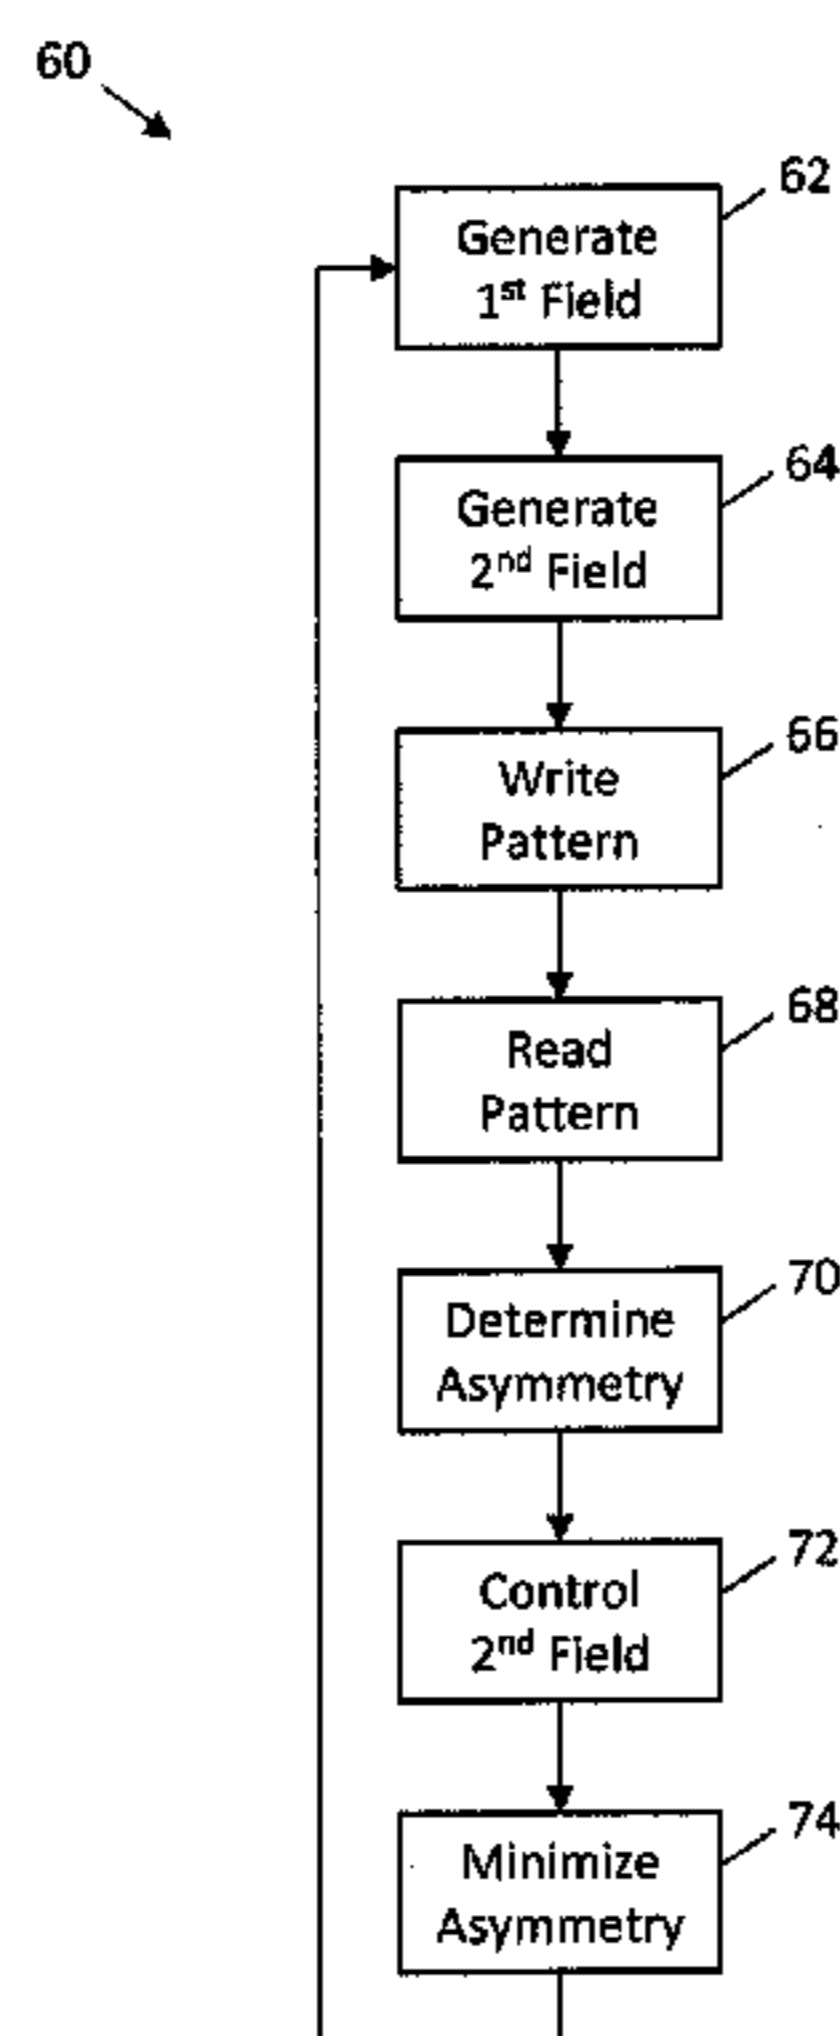 60
62
Generate
1st Field
64
Generate
2nd Field
66
Write
Pattern
68
Read
Pattern
70
Determine
Asymmetry
72
Control
2nd Field
74
Minimize
Asymmetry